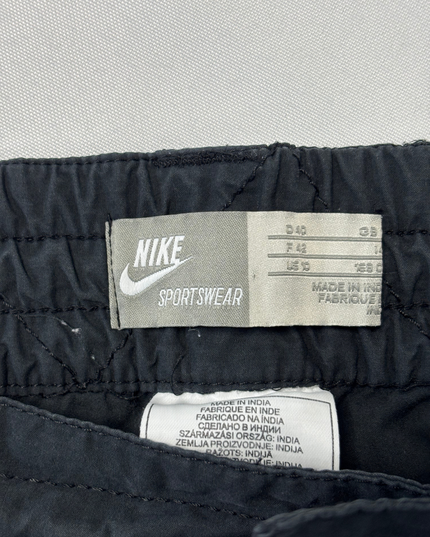 NIKE
SPORTSWEAR
D 40 GB
F 42
US 10
MADE IN
FABRIQUE
MADE IN INDIA
FABRIQUE EN INDE
FABRICADO NA ÍNDIA
СДЕЛАНО В ИНДИИ
SZÁRMAZÁSI ORSZÁG: INDIA
ZEMLJA PROIZVODNJE: INDIJA
RAŽOTS: INDIJĀ
INDIJA